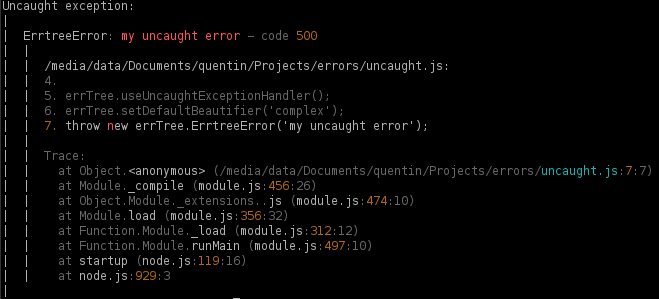 Uncaught exception:
|
|  ErrtreeError: my uncaught error – code 500
|  |
|  |  /media/data/Documents/quentin/Projects/errors/uncaught.js:
|  |  4.
|  |  5. errTree.useUncaughtExceptionHandler();
|  |  6. errTree.setDefaultBeautifier('complex');
|  |  7. throw new errTree.ErrtreeError('my uncaught error');
|  |
|  |  Trace:
|  |    at Object.<anonymous> (/media/data/Documents/quentin/Projects/errors/uncaught.js:7:7)
|  |    at Module._compile (module.js:456:26)
|  |    at Object.Module._extensions..js (module.js:474:10)
|  |    at Module.load (module.js:356:32)
|  |    at Function.Module._load (module.js:312:12)
|  |    at Function.Module.runMain (module.js:497:10)
|  |    at startup (node.js:119:16)
|  |    at node.js:929:3
|